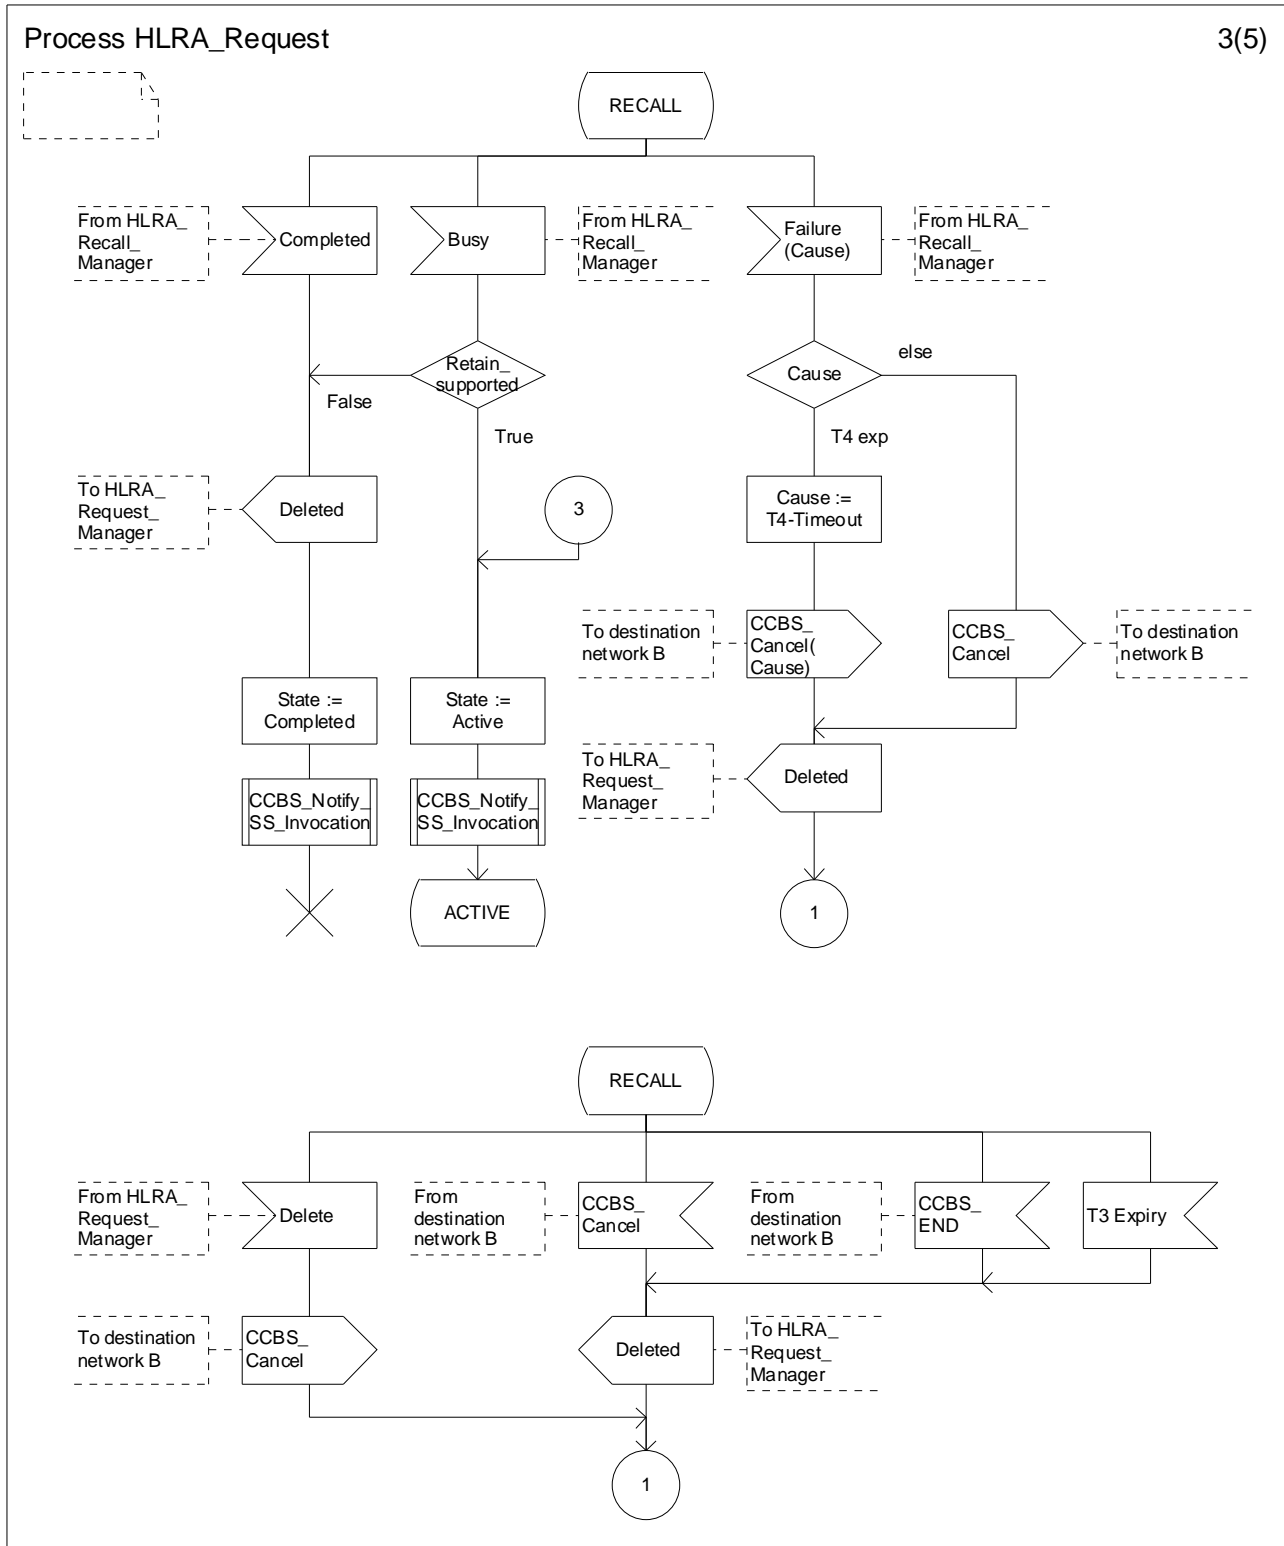 Process HLRA_Request
3(5)
RECALL
From HLRA_
Recall_
Manager
Completed
Busy
From HLRA_
Recall_
Manager
Failure
(Cause)
From HLRA_
Recall_
Manager
Retain_
supported
False
True
Cause
else
T4 exp
To HLRA_
Request_
Manager
Deleted
3
Cause :=
T4-Timeout
To destination
network B
CCBS_
Cancel(
Cause)
CCBS_
Cancel
To destination
network B
State :=
Completed
State :=
Active
To HLRA_
Request_
Manager
Deleted
CCBS_Notify_
SS_Invocation
CCBS_Notify_
SS_Invocation
ACTIVE
1
RECALL
From HLRA_
Request_
Manager
Delete
From
destination
network B
CCBS_
Cancel
From
destination
network B
CCBS_
END
T3 Expiry
To destination
network B
CCBS_
Cancel
Deleted
To HLRA_
Request_
Manager
1